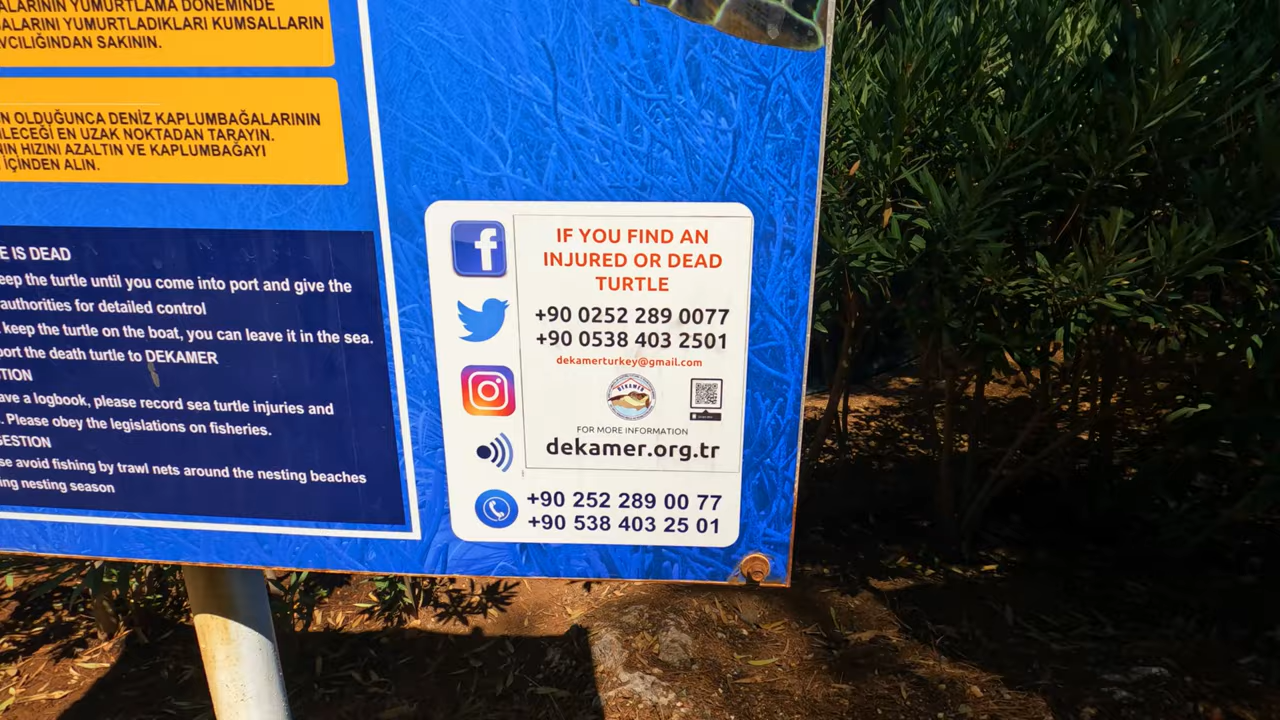 ALARININ YUMURTLAMA DÖNEMİNDE
ALARINI YUMURTLADIKLARI KUMSALLARIN
VCILIĞINDAN SAKININ.
N OLDUĞUNCA DENİZ KAPLUMBAĞALARININ
İLECEĞİ EN UZAK NOKTADAN TARAYIN.
NIN HIZINI AZALTIN VE KAPLUMBAĞAYI
İÇİNDEN ALIN.
E IS DEAD
eep the turtle until you come into port and give the
authorities for detailed control
keep the turtle on the boat, you can leave it in the sea.
port the death turtle to DEKAMER
TION
ave a logbook, please record sea turtle injuries and
. Please obey the legislations on fisheries.
GESTION
se avoid fishing by trawl nets around the nesting beaches
ing nesting season
IF YOU FIND AN
INJURED OR DEAD
TURTLE
+90 0252 289 0077
+90 0538 403 2501
dekamerturkey@gmail.com
DEKAMER
FOR MORE INFORMATION
dekamer.org.tr
+90 252 289 00 77
+90 538 403 25 01